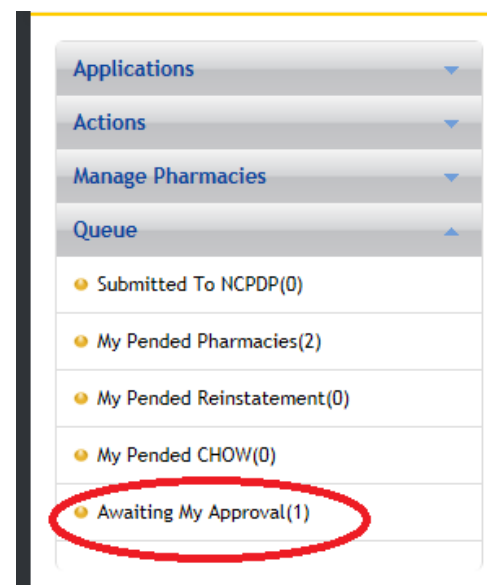 Applications
Actions
Manage Pharmacies
Queue
Submitted To NCPDP(0)
My Pended Pharmacies(2)
My Pended Reinstatement(0)
My Pended CHOW(0)
Awaiting My Approval(1)